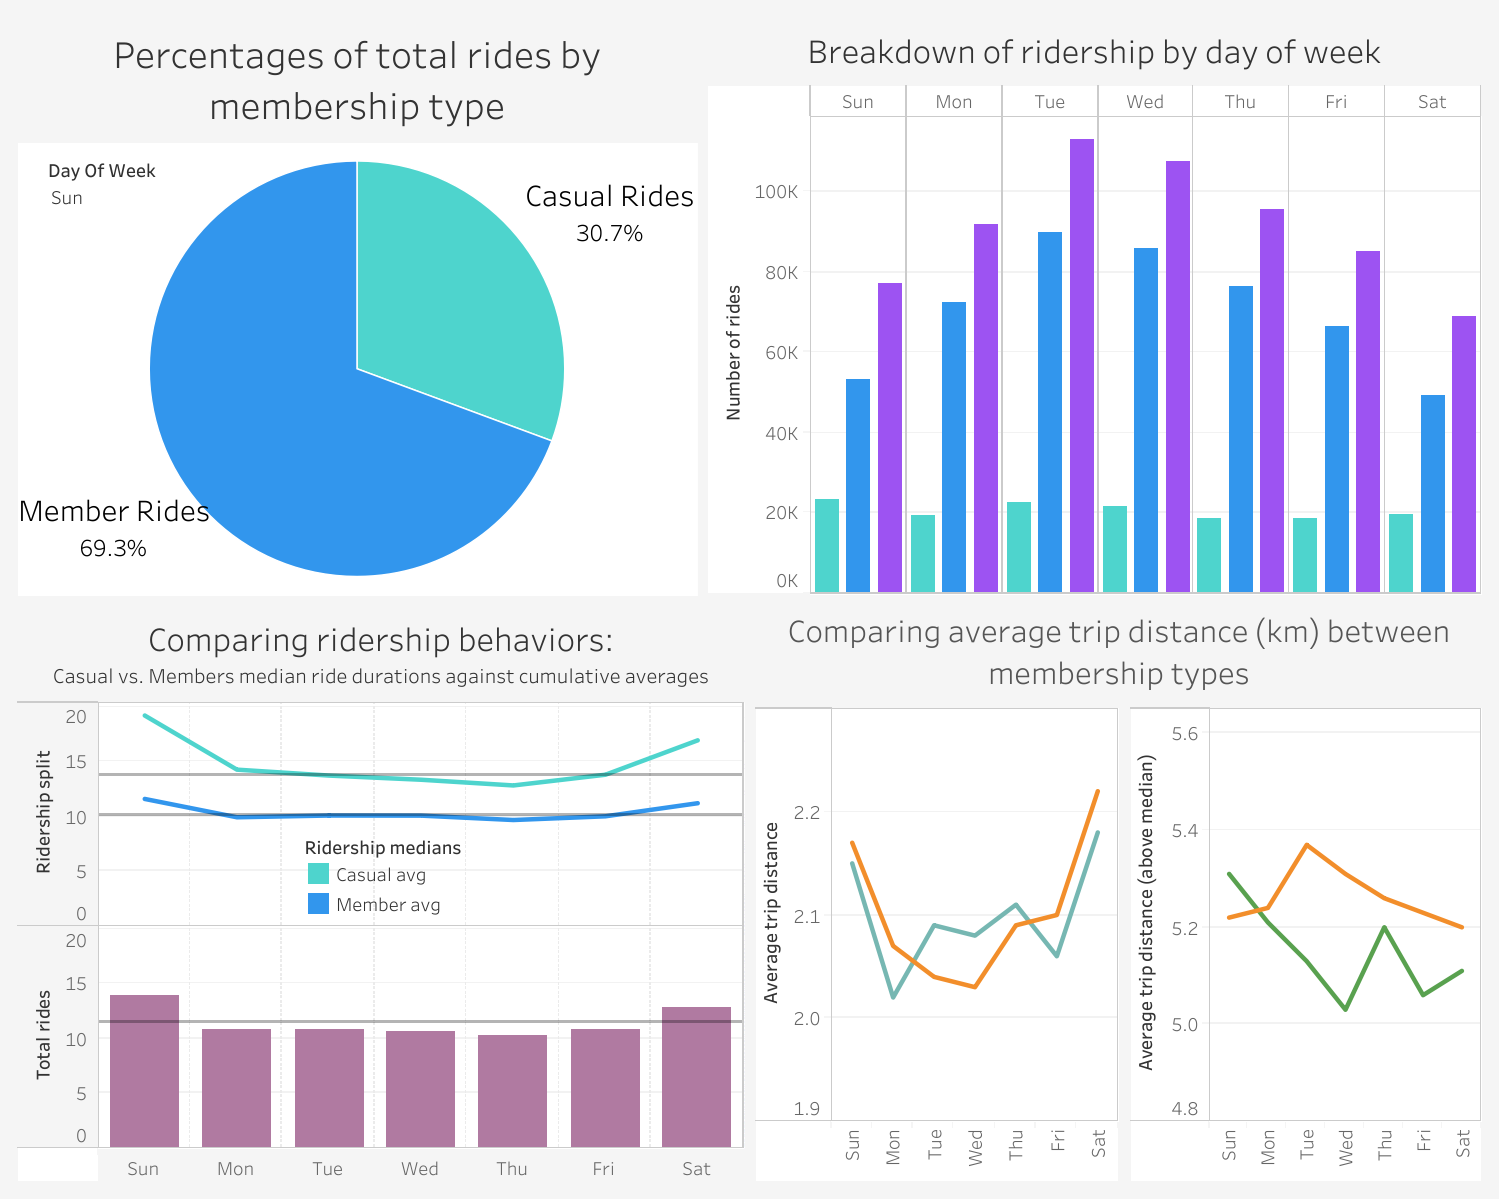 Percentages of total rides by
membership type
Day Of Week
Sun
Casual Rides
30.7%
Member Rides
69.3%
Breakdown of ridership by day of week
Sun Mon Tue Wed Thu Fri Sat
Number of rides
100K
80K
60K
40K
20K
0K
Comparing ridership behaviors:
Casual vs. Members median ride durations against cumulative averages
Ridership split
20
15
10
5
0
Ridership medians
Casual avg
Member avg
Total rides
20
15
10
5
0
Sun Mon Tue Wed Thu Fri Sat
Comparing average trip distance (km) between
membership types
Average trip distance
2.2
2.1
2.0
1.9
Sun Mon Tue Wed Thu Fri Sat
Average trip distance (above median)
5.6
5.4
5.2
5.0
4.8
Sun Mon Tue Wed Thu Fri Sat